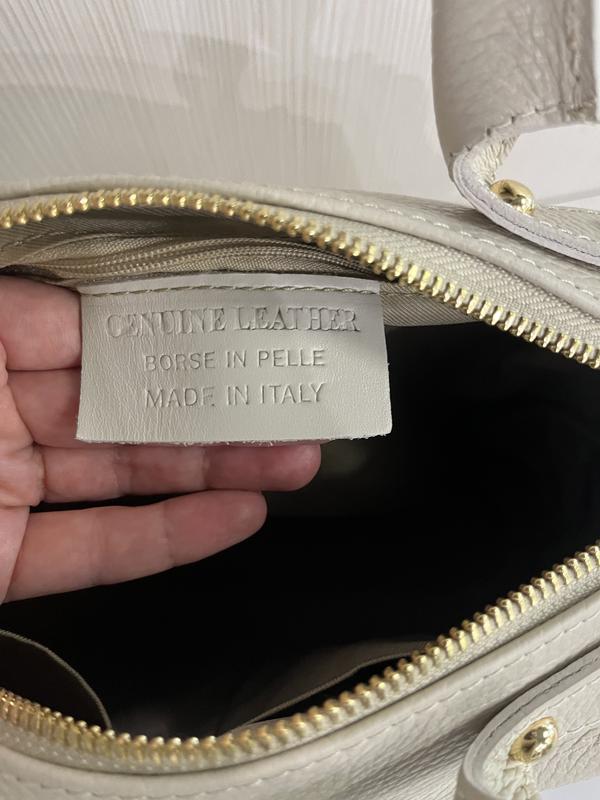 GENUINE LEATHER
BORSE IN PELLE
MADE IN ITALY